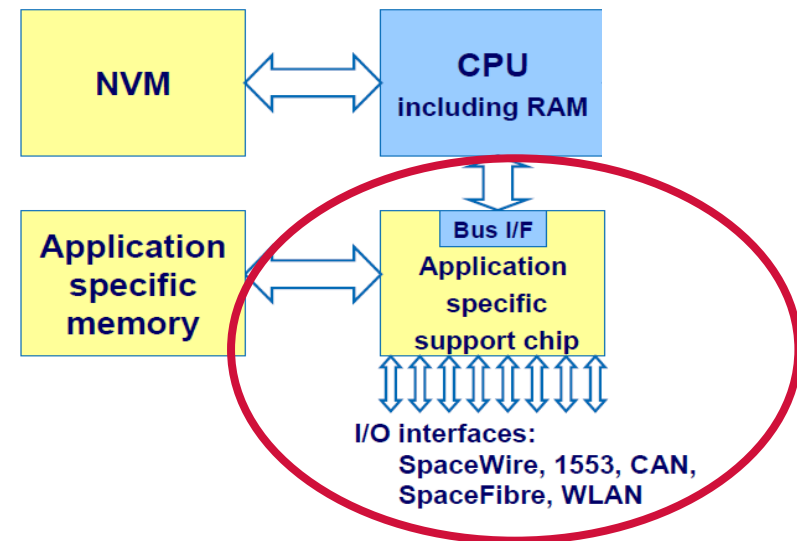 NVM
CPU
including RAM
Bus I/F
Application
specific
memory
Application
specific
support chip
I/O interfaces:
SpaceWire, 1553, CAN,
SpaceFibre, WLAN